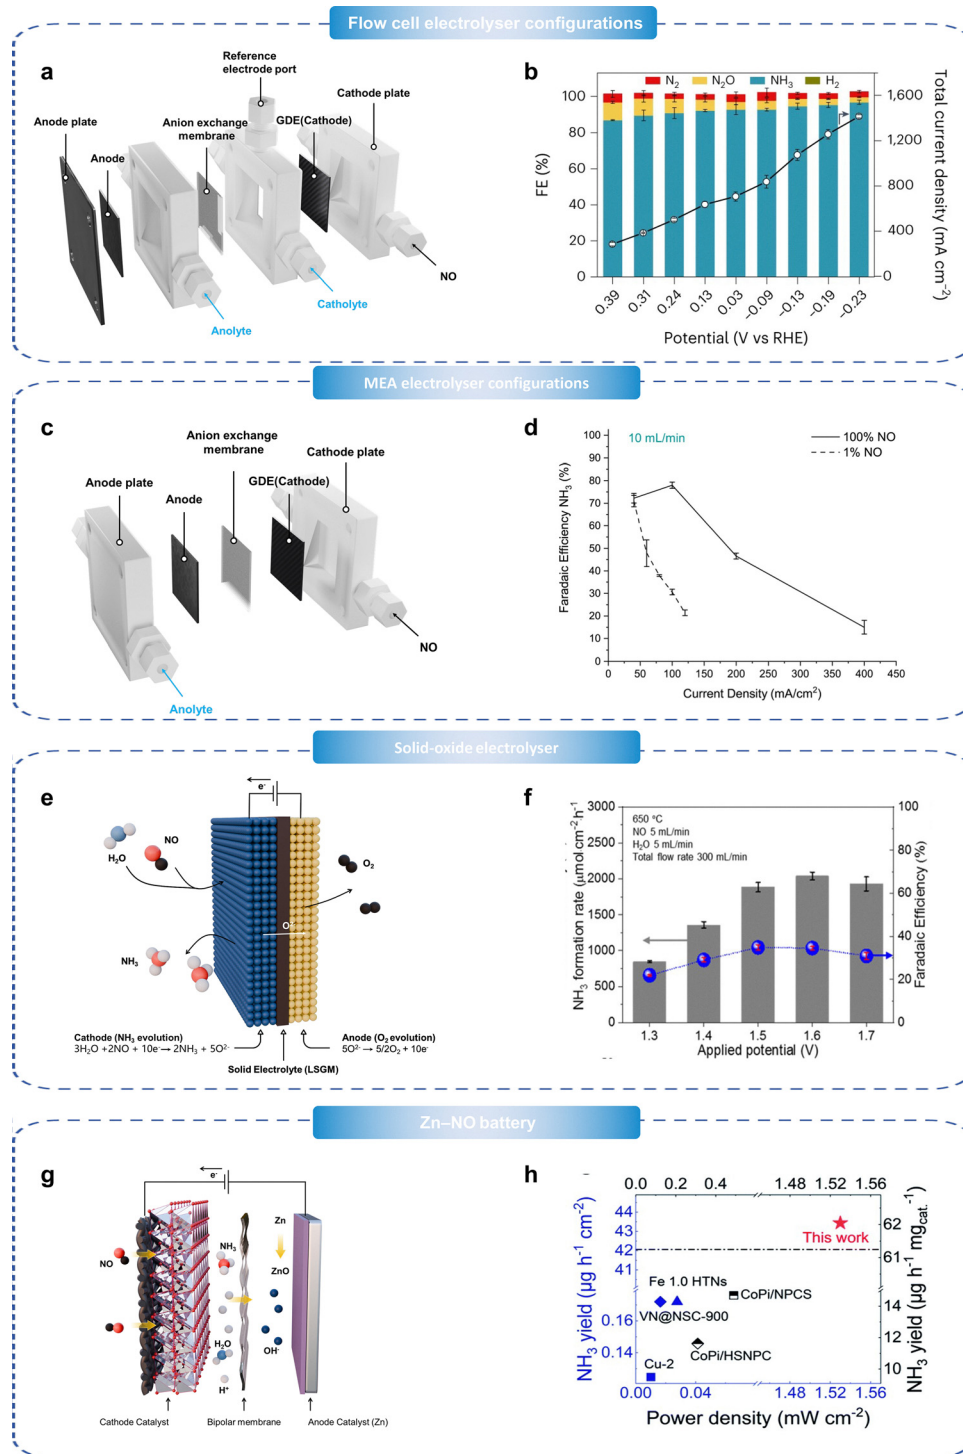 Flow cell electrolyser configurations
a
Reference
electrode port
Cathode plate
GDE(Cathode)
Anion exchange
membrane
Anode plate
Anode
NO
Catholyte
Anolyte
b
N₂ N₂O NH₃ H₂
FE (%)
100
80
60
40
20
0
1,600
1,200
800
400
0
Total current density (mA cm⁻²)
0.39 0.31 0.24 0.13 0.03 −0.09 −0.13 −0.19 −0.23
Potential (V vs RHE)
MEA electrolyser configurations
c
Anion exchange
membrane
Cathode plate
GDE(Cathode)
Anode plate
Anode
NO
Anolyte
d
10 mL/min
100% NO
1% NO
Faradaic Efficiency NH₃ (%)
100
90
80
70
60
50
40
30
20
10
0
0 50 100 150 200 250 300 350 400 450
Current Density (mA/cm²)
Solid-oxide electrolyser
e
e⁻
NO
H₂O
O₂
NH₃
Cathode (NH₃ evolution)
3H₂O +2NO + 10e⁻→ 2NH₃ + 5O²⁻
Anode (O₂ evolution)
5O²⁻→ 5/2O₂ + 10e⁻
Solid Electrolyte (LSGM)
f
650 °C
NO 5 mL/min
H₂O 5 mL/min
Total flow rate 300 mL/min
NH₃ formation rate (μmol·cm⁻²·h⁻¹)
3000
2500
2000
1500
1000
500
0
100
80
60
40
20
0
Faradaic Efficiency (%)
1.3 1.4 1.5 1.6 1.7
Applied potential (V)
Zn–NO battery
g
e⁻
NO
NH₃
Zn
ZnO
H₂O
OH⁻
H⁺
Cathode Catalyst
Bipolar membrane
Anode Catalyst (Zn)
h
0.0 0.2 0.4 1.48 1.52 1.56
NH₃ yield (μg h⁻¹ cm⁻²)
44
43
42
41
0.16
0.14
This work
Fe 1.0 HTNs
CoPi/NPCS
VN@NSC-900
CoPi/HSNPC
Cu-2
62
61
14
12
10
NH₃ yield (μg h⁻¹ mg cat.⁻¹)
0.00 0.04 1.48 1.52 1.56
Power density (mW cm⁻²)